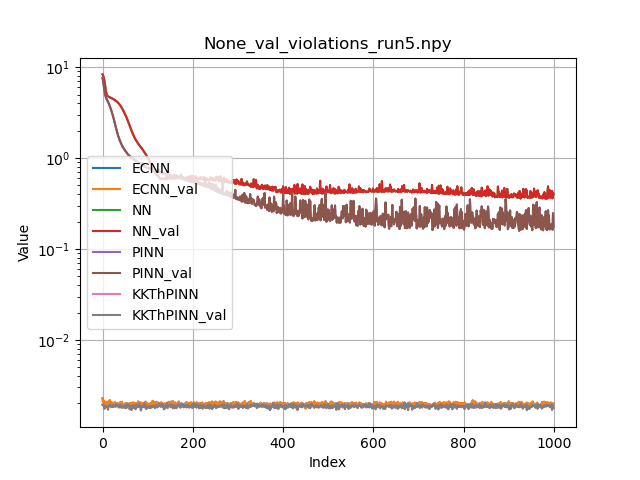 None_val_violations_run5.npy
10^1
10^0
10^-1
10^-2
Value
ECNN
ECNN_val
NN
NN_val
PINN
PINN_val
KKThPINN
KKThPINN_val
0 200 400 600 800 1000
Index